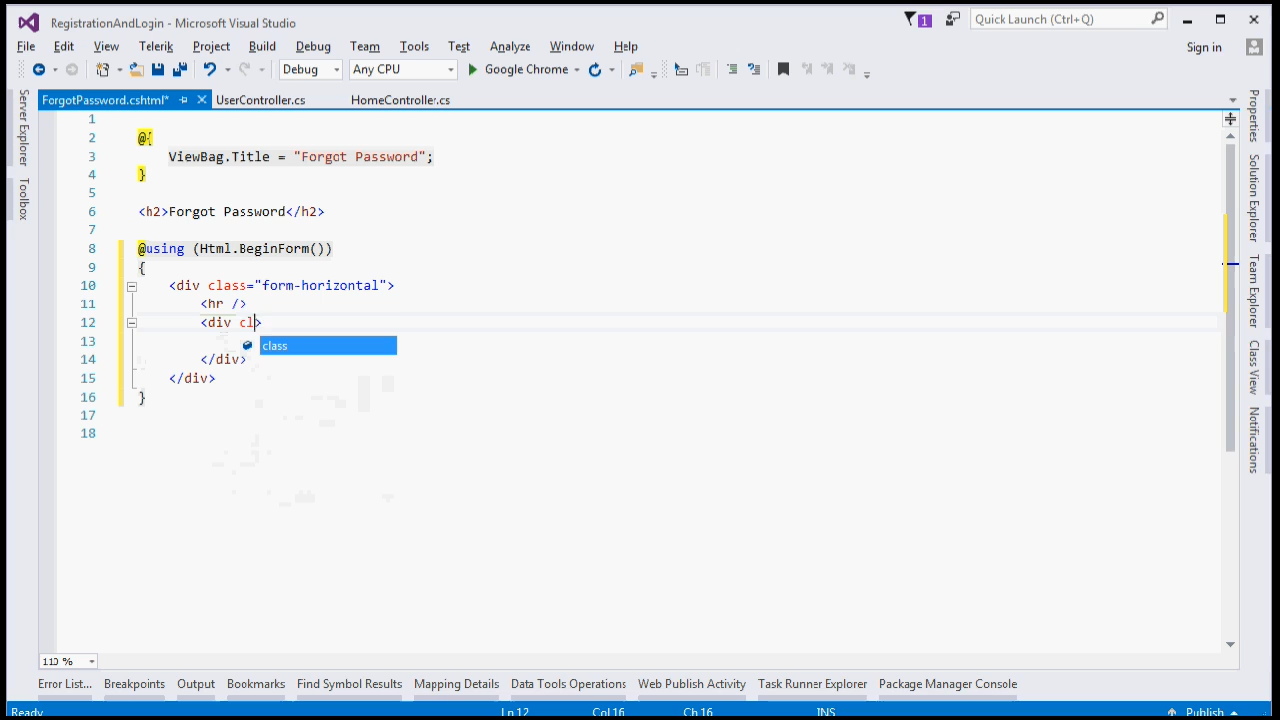 RegistrationAndLogin - Microsoft Visual Studio
1
Quick Launch (Ctrl+Q)
File Edit View Telerik Project Build Debug Team Tools Test Analyze Window Help
Sign in
Debug Any CPU Google Chrome
ForgotPassword.cshtml* UserController.cs HomeController.cs
Server Explorer
Toolbox
1
2 @{
3 ViewBag.Title = "Forgot Password";
4 }
5
6 <h2>Forgot Password</h2>
7
8 @using (Html.BeginForm())
9 {
10 <div class="form-horizontal">
11 <hr />
12 <div cl>
class
13
14 </div>
15 </div>
16 }
17
18
Properties
Solution Explorer
Team Explorer
Class View
Notifications
110 %
Error List... Breakpoints Output Bookmarks Find Symbol Results Mapping Details Data Tools Operations Web Publish Activity Task Runner Explorer Package Manager Console
Ready Ln 12 Col 16 Ch 16 INS Publish